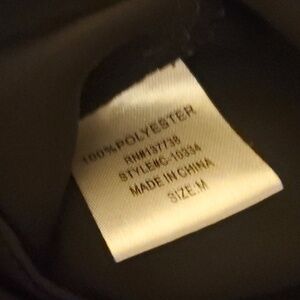 100% POLYESTER
RN#137738
STYLE#C-10334
MADE IN CHINA
SIZE:M